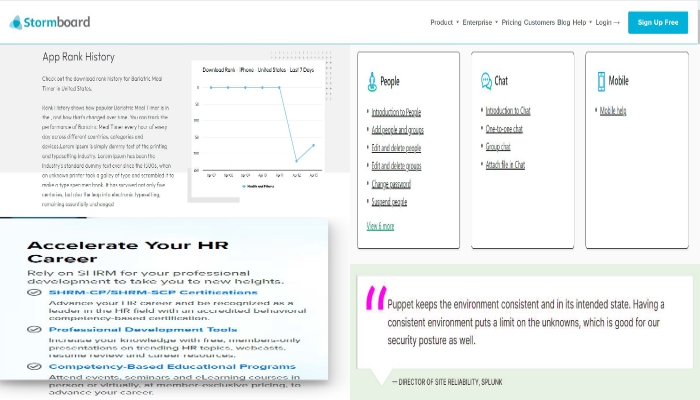 Stormboard
Product
Enterprise
Pricing
Customers
Blog
Help
Login →
Sign Up Free
App Rank History
Check out the download rank history for Bariatric Meal
Timer in United States.
Rank History shows how popular Bariatric Meal Timer is in
the , and how that's changed over time. You can track the
performance of Bariatric Meal Timer every hour of every
day across different countries, categories and
devices.Lorem Ipsum is simply dummy text of the printing
and typesetting industry. Lorem Ipsum has been the
industry's standard dummy text ever since the 1500s, when
an unknown printer took a galley of type and scrambled it to
make a type specimen book. It has survived not only five
centuries, but also the leap into electronic typesetting,
remaining essentially unchanged
Download Rank
iPhone
United States
Last 7 Days
Health and Fitness
People
Introduction to People
Add people and groups
Edit and delete people
Edit and delete groups
Change password
Suspend people
View 6 more
Chat
Introduction to Chat
One-to-one chat
Group chat
Attach file in Chat
Mobile
Mobile help
Accelerate Your HR
Career
Rely on SHRM for your professional
development to take you to new heights.
SHRM-CP/SHRM-SCP Certifications
Advance your HR career and be recognized as a
leader in the HR field with an accredited behavioral
competency-based certification.
Professional Development Tools
Increase your knowledge with free, members-only
presentations on trending HR topics, webcasts,
resume review and career resources.
Competency-Based Educational Programs
Attend events, seminars and eLearning courses in
person or virtually, at member-exclusive pricing, to
advance your career.
"Puppet keeps the environment consistent and in its intended state. Having a
consistent environment puts a limit on the unknowns, which is good for our
security posture as well.
— DIRECTOR OF SITE RELIABILITY, SPLUNK